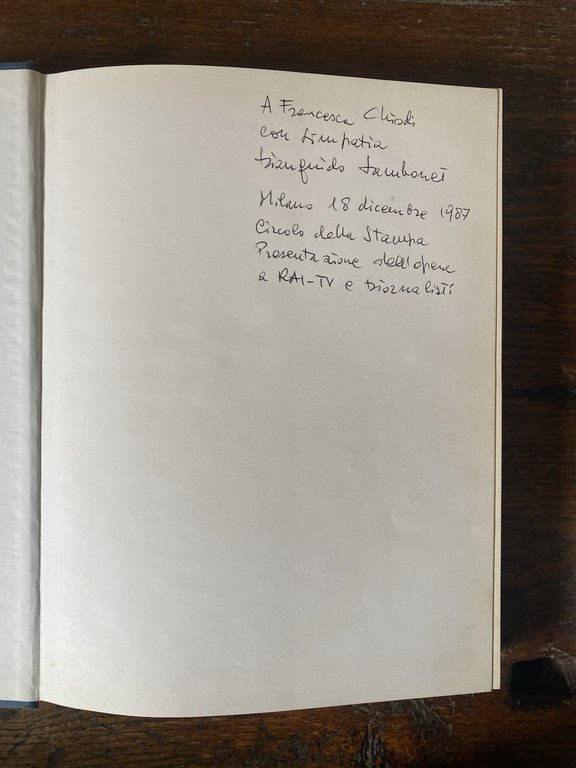 A Francesca Chiodi
con simpatia
Gianguido Sambonet
Milano 18 dicembre 1987
Circolo della Stampa
Presentazione dell'opera
a RAI-TV e Giornalisti